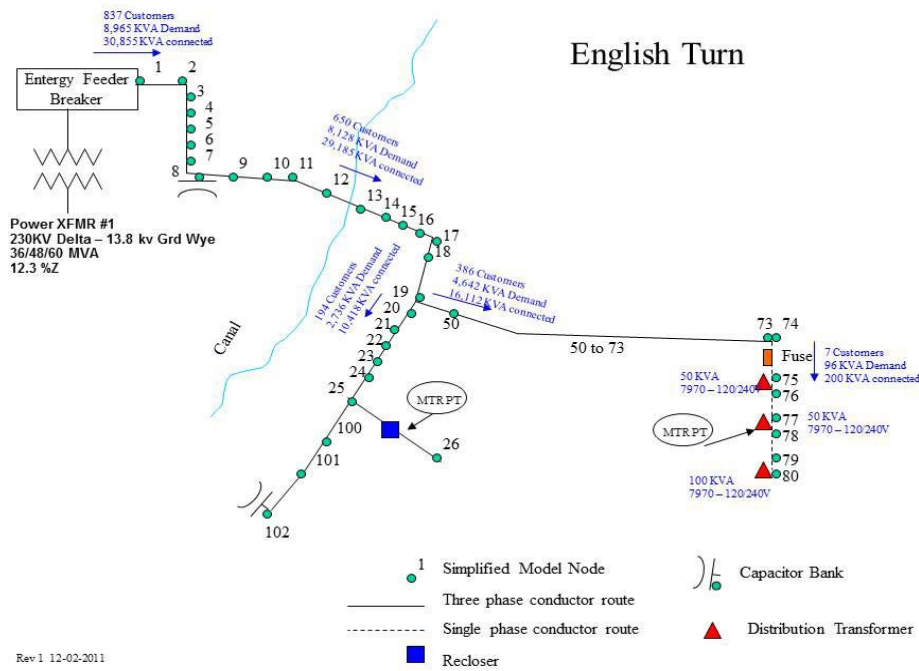 English Turn
837 Customers
8,965 KVA Demand
30,855 KVA connected
Entergy Feeder
Breaker
Power XFMR #1
230KV Delta – 13.8 kv Grd Wye
36/48/60 MVA
12.3 %Z
1
2
3
4
5
6
7
8
9
10
11
650 Customers
8,128 KVA Demand
29,185 KVA connected
12
13
14
15
16
17
18
19
194 Customers
2,736 KVA Demand
10,418 KVA connected
386 Customers
4,642 KVA Demand
16,112 KVA connected
Canal
20
21
22
23
24
25
50
50 to 73
73
74
Fuse
7 Customers
96 KVA Demand
200 KVA connected
50 KVA
7970 – 120/240V
75
76
77
78
50 KVA
7970 – 120/240V
MTR PT
79
80
100 KVA
7970 – 120/240V
MTR PT
26
100
101
102
1 Simplified Model Node
Three phase conductor route
Single phase conductor route
Recloser
Capacitor Bank
Distribution Transformer
Rev 1 12-02-2011